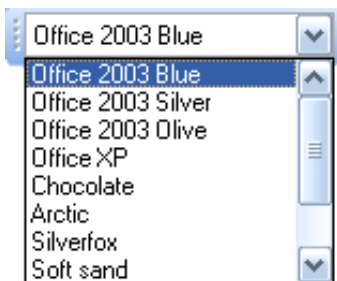 Office 2003 Blue
Office 2003 Blue
Office 2003 Silver
Office 2003 Olive
Office XP
Chocolate
Arctic
Silverfox
Soft sand